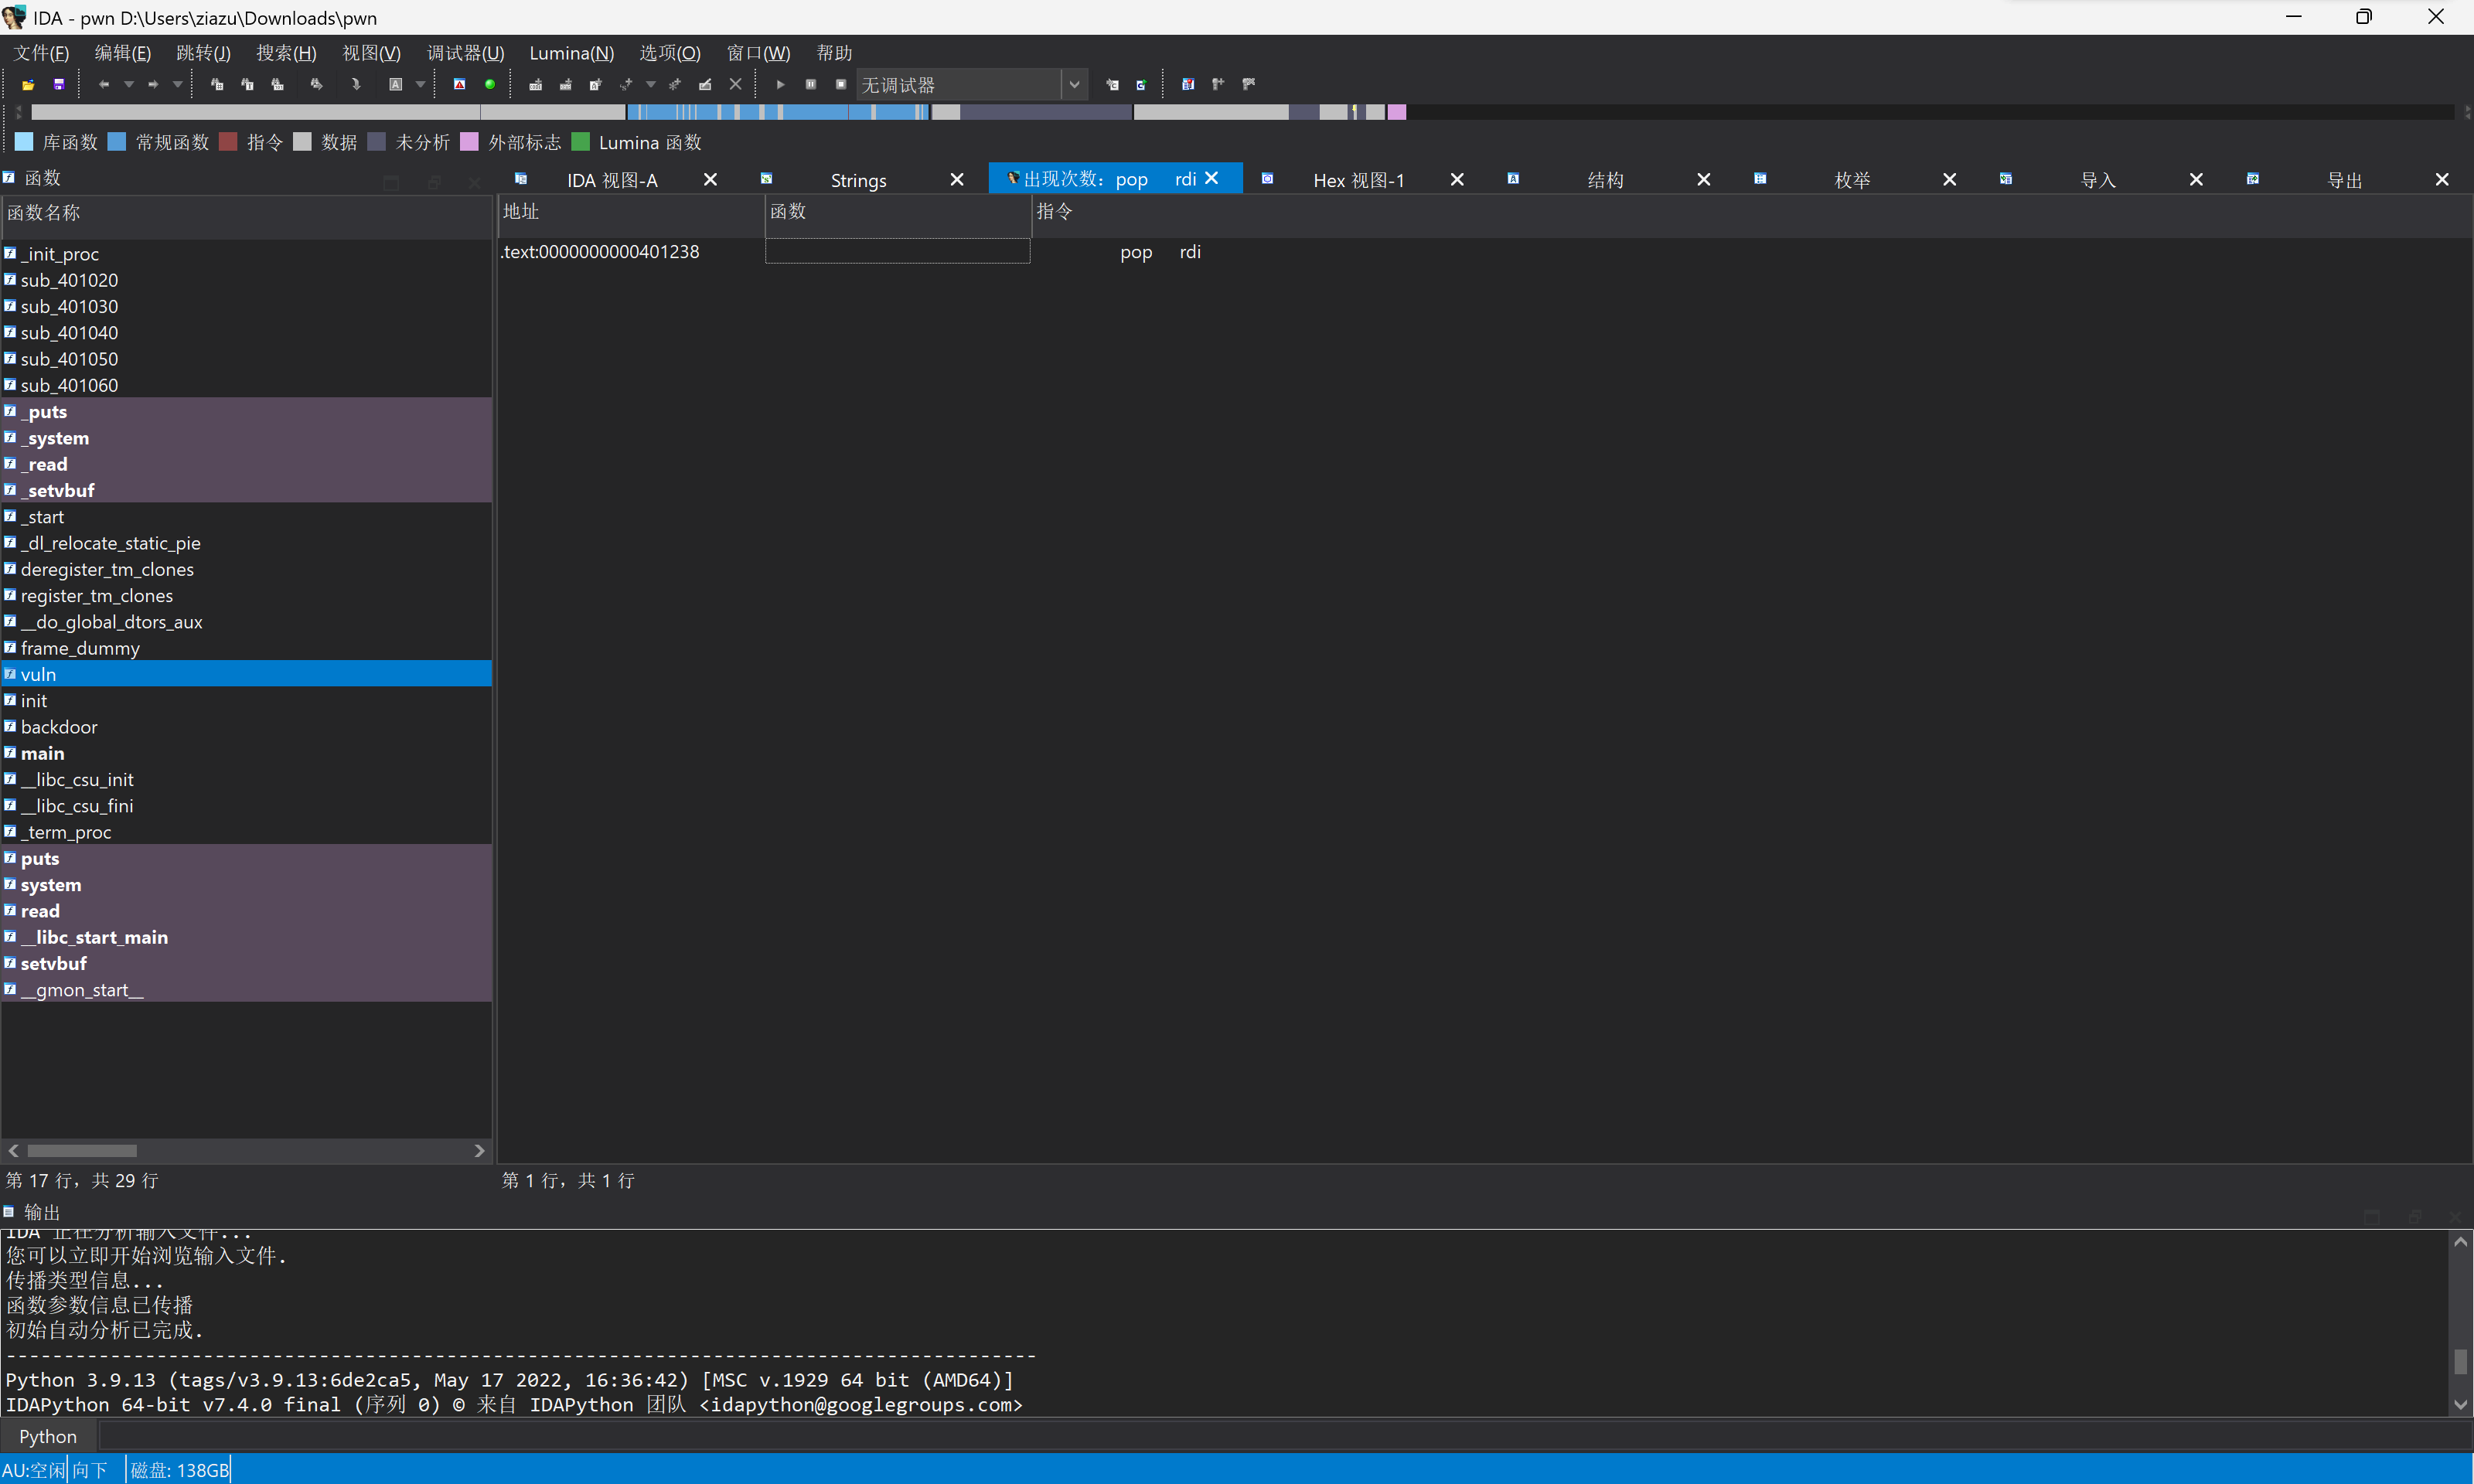 IDA - pwn D:\Users\ziazu\Downloads\pwn
文件(F) 编辑(E) 跳转(J) 搜索(H) 视图(V) 调试器(U) Lumina(N) 选项(O) 窗口(W) 帮助
无调试器
库函数 常规函数 指令 数据 未分析 外部标志 Lumina 函数
函数
IDA 视图-A Strings 出现次数: pop rdi Hex 视图-1 结构 枚举 导入 导出
函数名称
地址 函数 指令
.text:0000000000401238 pop rdi
_init_proc
sub_401020
sub_401030
sub_401040
sub_401050
sub_401060
_puts
_system
_read
_setvbuf
_start
_dl_relocate_static_pie
deregister_tm_clones
register_tm_clones
__do_global_dtors_aux
frame_dummy
vuln
init
backdoor
main
__libc_csu_init
__libc_csu_fini
_term_proc
puts
system
read
__libc_start_main
setvbuf
__gmon_start__
第 17 行，共 29 行
第 1 行，共 1 行
输出
IDA 正在分析输入文件...
您可以立即开始浏览输入文件.
传播类型信息...
函数参数信息已传播
初始自动分析已完成.
-----------------------------------------------------------------------------------------
Python 3.9.13 (tags/v3.9.13:6de2ca5, May 17 2022, 16:36:42) [MSC v.1929 64 bit (AMD64)]
IDAPython 64-bit v7.4.0 final (序列 0) © 来自 IDAPython 团队 <idapython@googlegroups.com>
Python
AU:空闲 向下 磁盘: 138GB